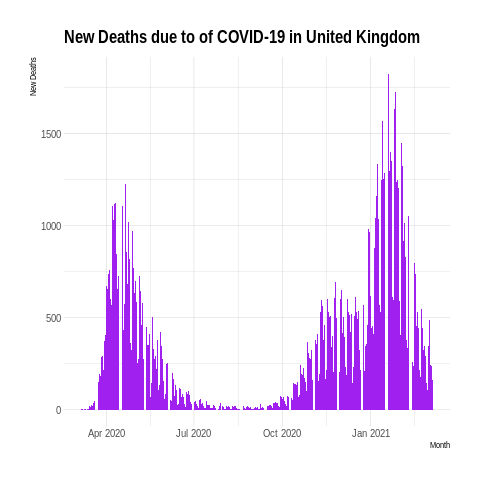 New Deaths due to of COVID-19 in United Kingdom
New Deaths
1500
1000
500
0
Apr 2020 Jul 2020 Oct 2020 Jan 2021
Month